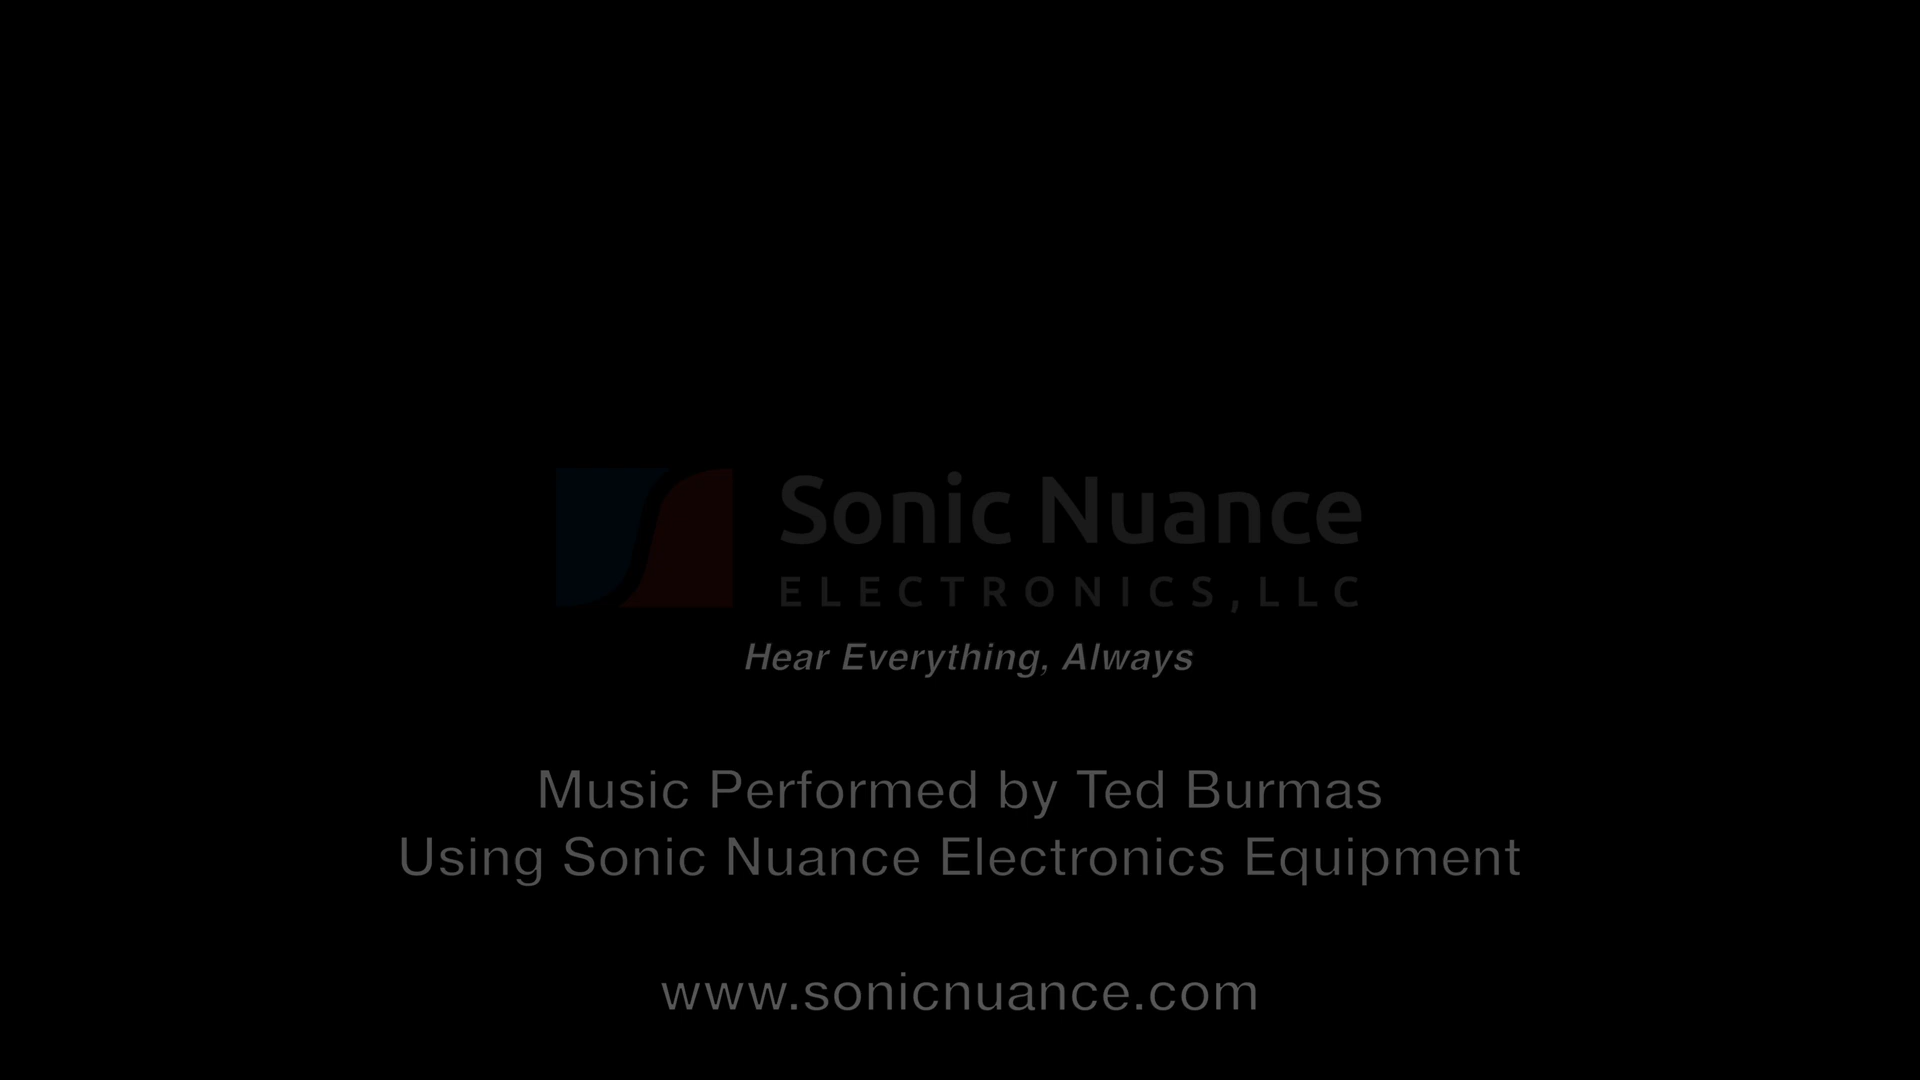 Sonic Nuance
ELECTRONICS, LLC
Hear Everything, Always
Music Performed by Ted Burmas
Using Sonic Nuance Electronics Equipment
www.sonicnuance.com